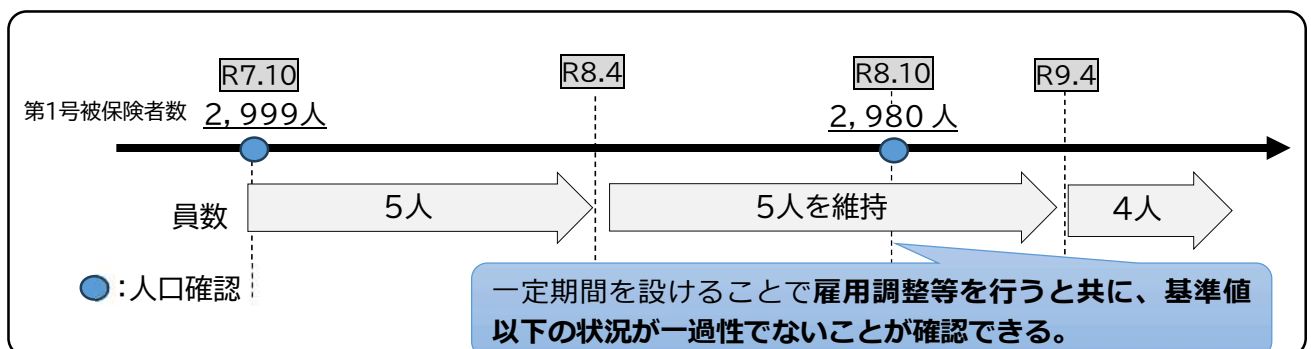 R7.10
R8.4
R8.10
R9.4
第1号被保険者数 2,999人
2,980 人
員数
5人
5人を維持
4人
：人口確認
一定期間を設けることで雇用調整等を行うと共に、基準値
以下の状況が一過性でないことが確認できる。